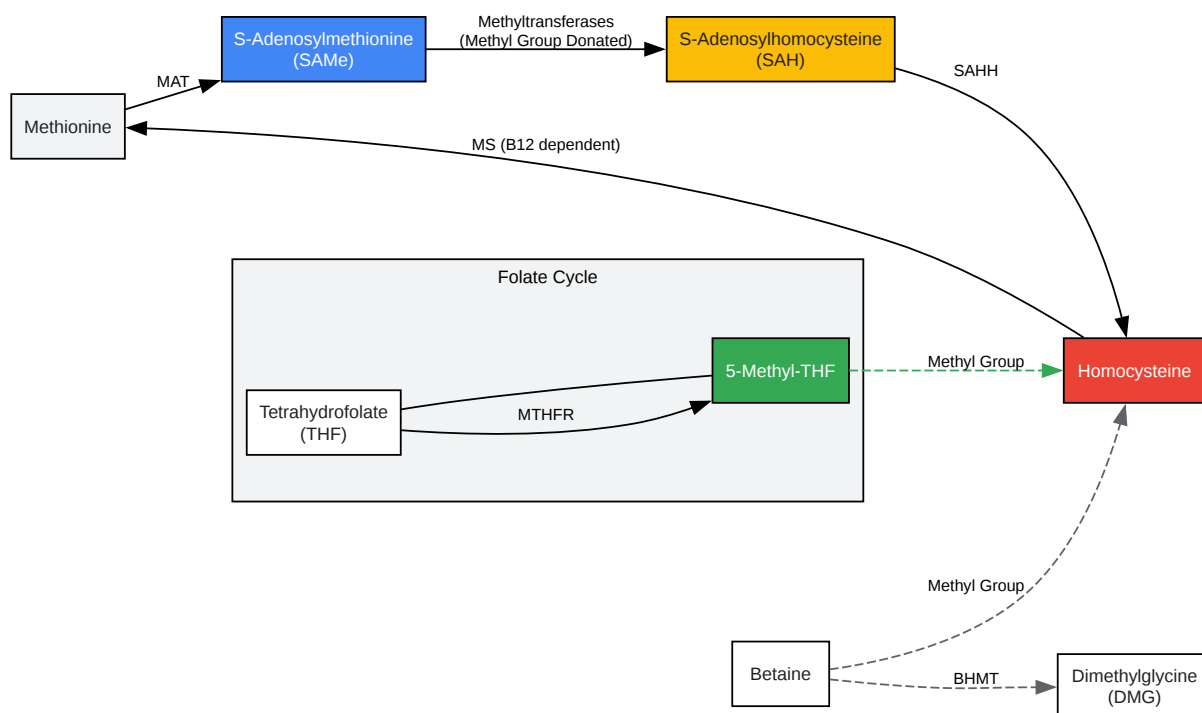 S-Adenosylmethionine
(SAMe)
Methyltransferases
(Methyl Group Donated)
S-Adenosylhomocysteine
(SAH)
MAT
SAHH
Methionine
MS (B12 dependent)
Folate Cycle
5-Methyl-THF
Methyl Group
Homocysteine
Tetrahydrofolate
(THF)
MTHFR
Methyl Group
Betaine
BHMT
Dimethylglycine
(DMG)